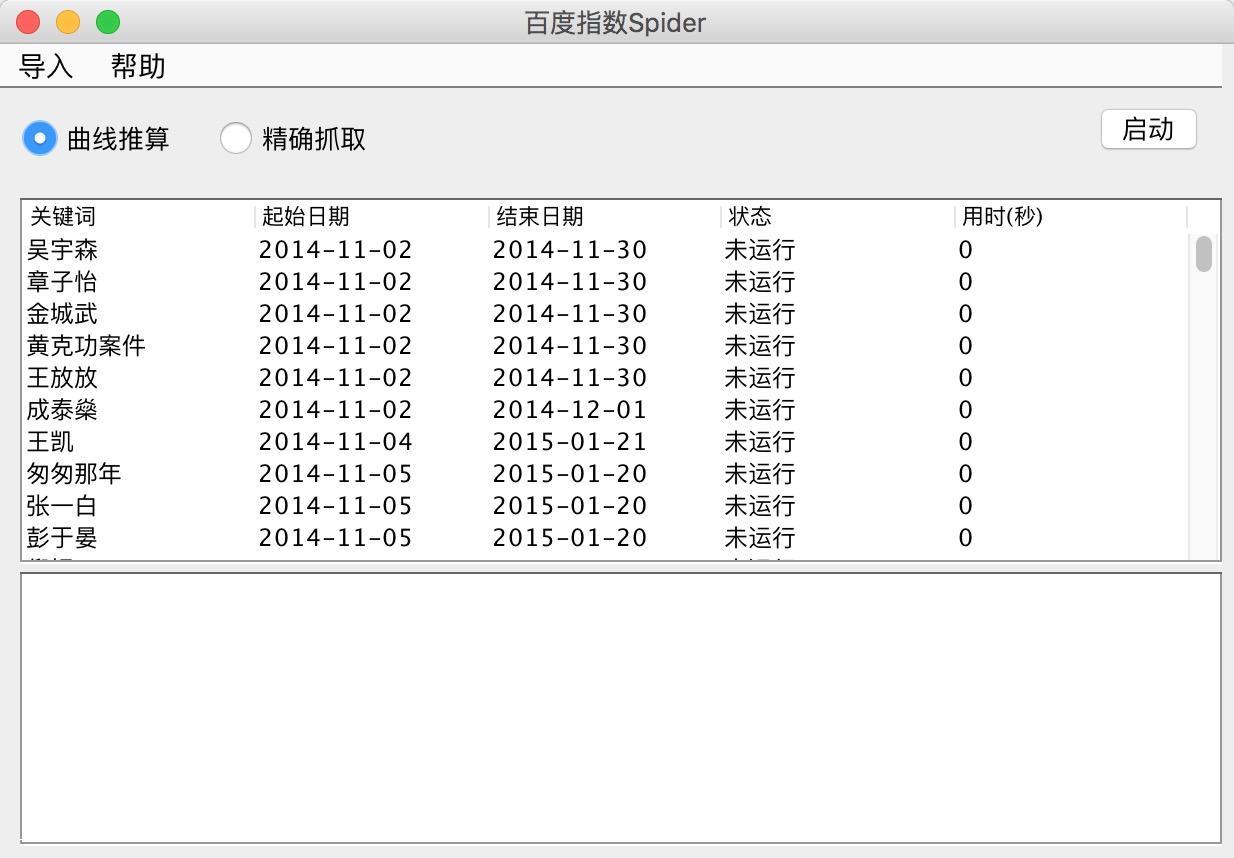 百度指数Spider
导入 帮助
曲线推算 精确抓取 启动
关键词 起始日期 结束日期 状态 用时(秒)
吴宇森 2014-11-02 2014-11-30 未运行 0
章子怡 2014-11-02 2014-11-30 未运行 0
金城武 2014-11-02 2014-11-30 未运行 0
黄克功案件 2014-11-02 2014-11-30 未运行 0
王放放 2014-11-02 2014-11-30 未运行 0
成泰燊 2014-11-02 2014-12-01 未运行 0
王凯 2014-11-04 2015-01-21 未运行 0
匆匆那年 2014-11-05 2015-01-20 未运行 0
张一白 2014-11-05 2015-01-20 未运行 0
彭于晏 2014-11-05 2015-01-20 未运行 0